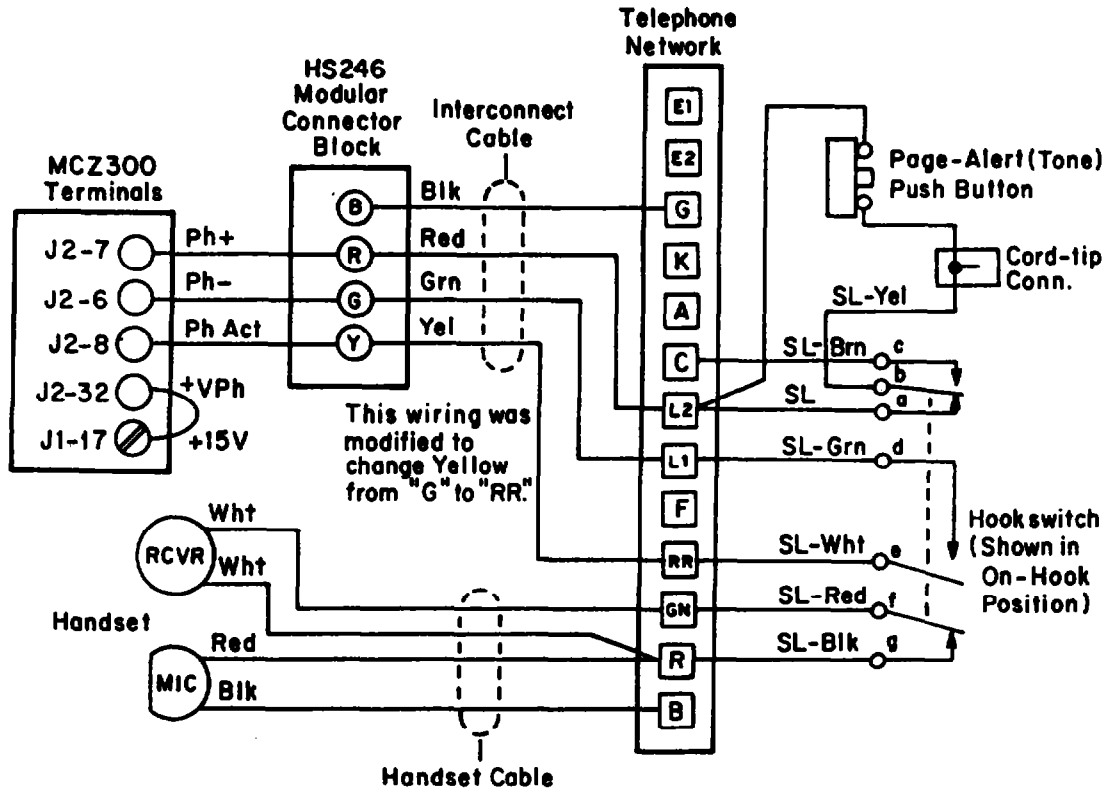 Telephone
Network
HS246
Modular
Connector
Block
Interconnect
Cable
MCZ300
Terminals
J2-7
J2-6
J2-8
J2-32
J1-17
Ph+
Ph-
Ph Act
+VPh
+15V
B
R
G
Y
Blk
Red
Grn
Yel
This wiring was
modified to
change Yellow
from "G" to "RR."
E1
E2
G
K
A
C
L2
L1
F
RR
GN
R
B
Page-Alert (Tone)
Push Button
Cord-tip
Conn.
SL-Yel
SL-Brn
c
b
SL
a
SL-Grn
d
SL-Wht
e
SL-Red
f
SL-Blk
g
Hookswitch
(Shown in
On-Hook
Position)
RCVR
Wht
Wht
Handset
MIC
Red
Blk
Handset Cable